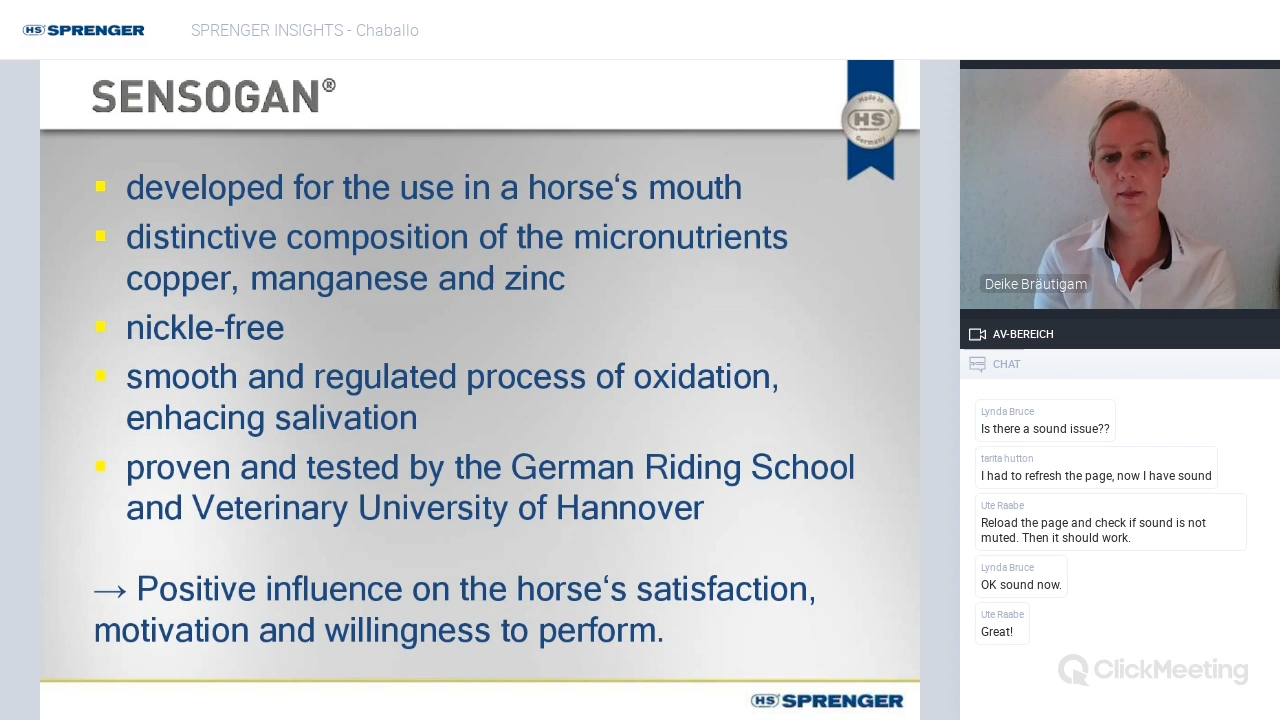 HS SPRENGER
SPRENGER INSIGHTS - Chaballo
SENSOGAN®
Made in
HS
Germany
developed for the use in a horse‘s mouth
distinctive composition of the micronutrients
copper, manganese and zinc
nickle-free
smooth and regulated process of oxidation,
enhacing salivation
proven and tested by the German Riding School
and Veterinary University of Hannover
→ Positive influence on the horse‘s satisfaction,
motivation and willingness to perform.
HS SPRENGER
Deike Bräutigam
AV-BEREICH
CHAT
Lynda Bruce
Is there a sound issue??
tarita hutton
I had to refresh the page, now I have sound
Ute Raabe
Reload the page and check if sound is not
muted. Then it should work.
Lynda Bruce
OK sound now.
Ute Raabe
Great!
ClickMeeting